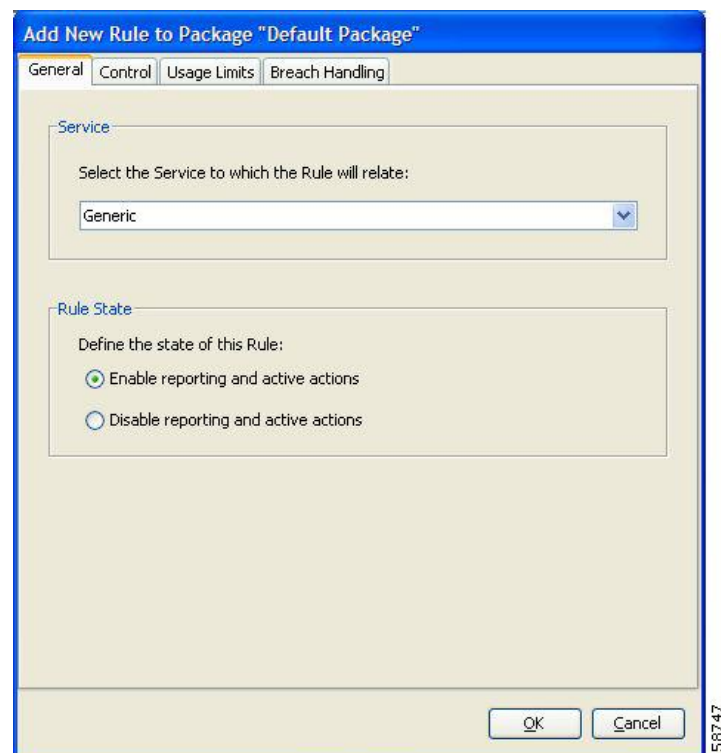 Add New Rule to Package "Default Package"
General Control Usage Limits Breach Handling
Service
Select the Service to which the Rule will relate:
Generic
Rule State
Define the state of this Rule:
Enable reporting and active actions
Disable reporting and active actions
OK Cancel
58747